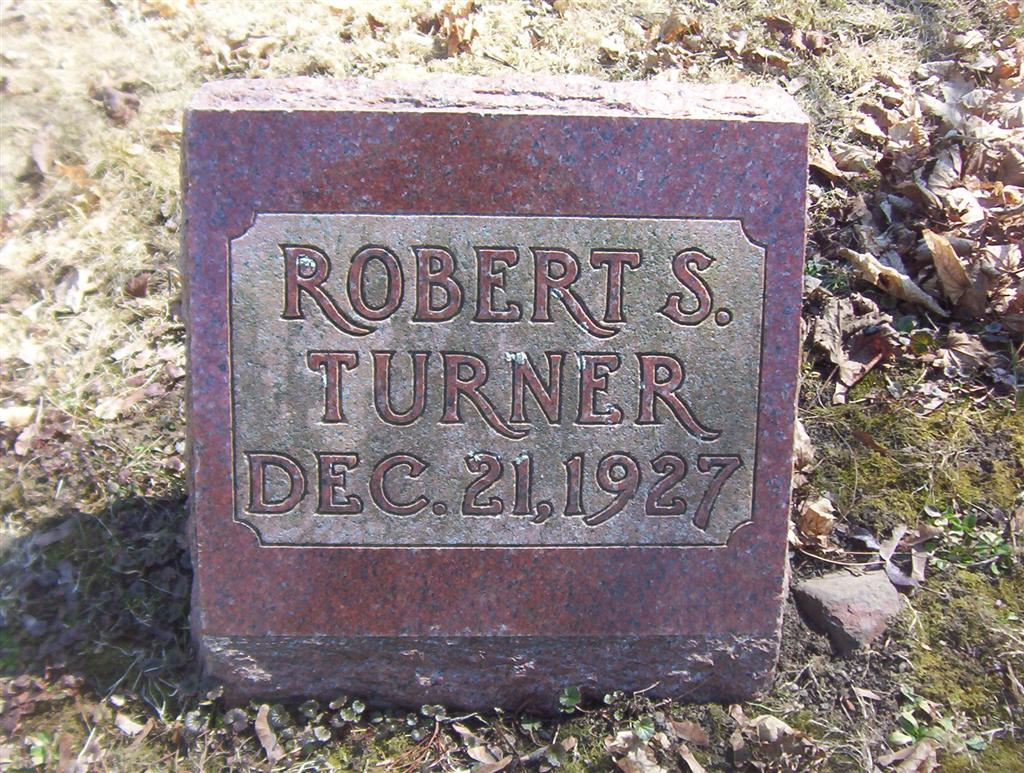 ROBERT S.
TURNER
DEC. 21, 1927